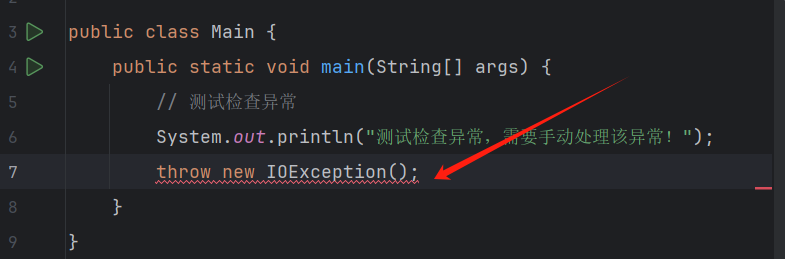 3 public class Main {
4 public static void main(String[] args) {
5 // 测试检查异常
6 System.out.println("测试检查异常，需要手动处理该异常！");
7 throw new IOException();
8 }
9 }